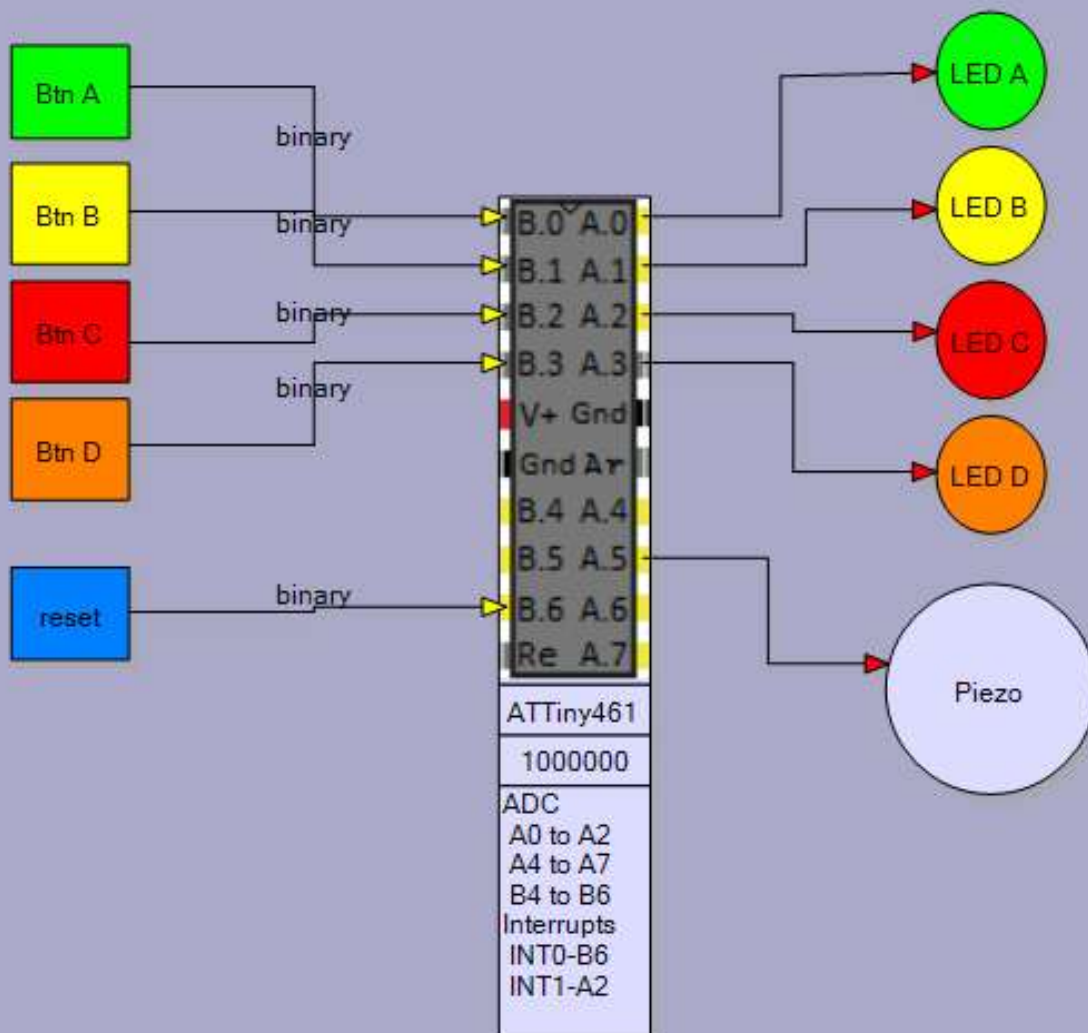 Btn A
binary
LED A
Btn B
binary
LED B
B.0 A.0
B.1 A.1
Btn C
binary
B.2 A.2
LED C
B.3 A.3
binary
Btn D
V+ Gnd
Gnd Ar
LED D
B.4 A.4
B.5 A.5
reset
binary
B.6 A.6
Re A.7
Piezo
ATTiny461
1000000
ADC
A0 to A2
A4 to A7
B4 to B6
Interrupts
INT0-B6
INT1-A2